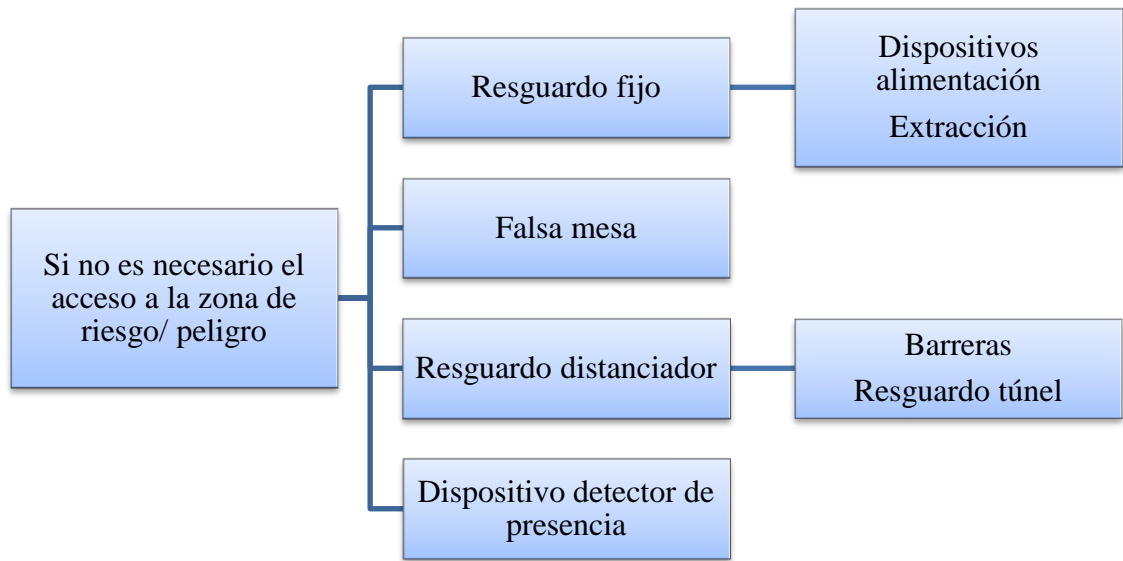 Si no es necesario el
acceso a la zona de
riesgo/ peligro
Resguardo fijo
Dispositivos
alimentación
Extracción
Falsa mesa
Resguardo distanciador
Barreras
Resguardo túnel
Dispositivo detector de
presencia